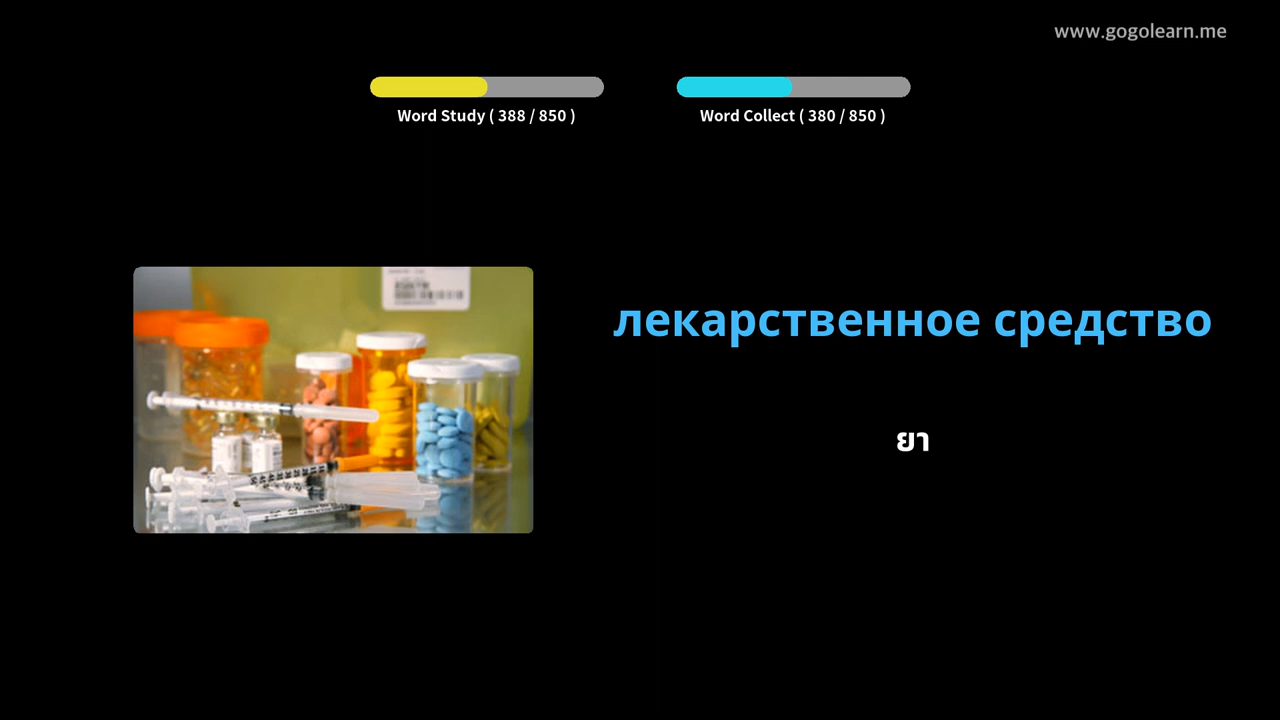 www.gogolearn.me
Word Study ( 388 / 850 )
Word Collect ( 380 / 850 )
лекарственное средство
ยา